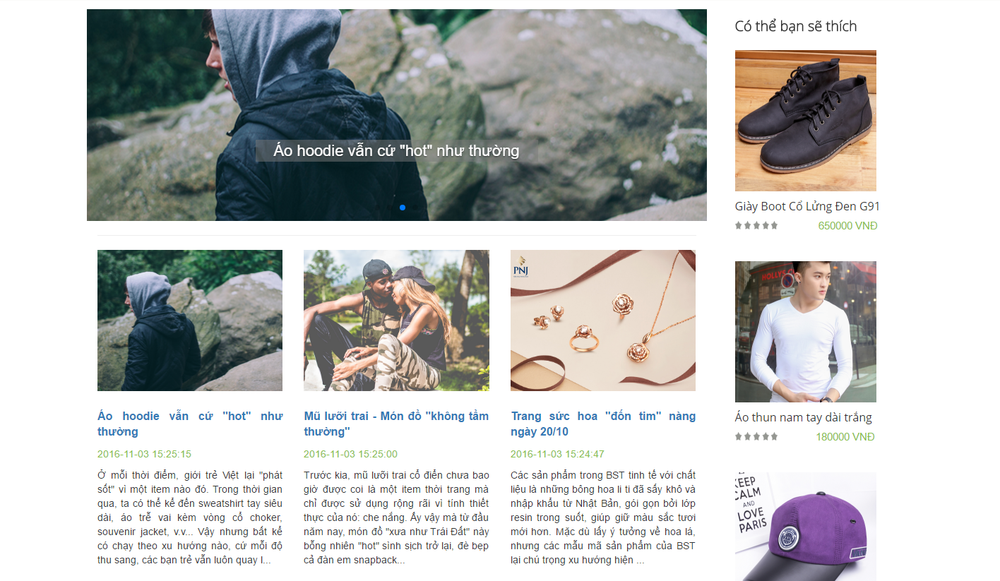 Áo hoodie vẫn cứ "hot" như thường
Áo hoodie vẫn cứ "hot" như
thường
2016-11-03 15:25:15
Ở mỗi thời điểm, giới trẻ Việt lại "phát
sốt" vì một item nào đó. Trong thời gian
qua, ta có thể kể đến sweatshirt tay siêu
dài, áo trễ vai kèm vòng cổ choker,
souvenir jacket, v.v... Vậy nhưng bất kể
có chạy theo xu hướng nào, cứ mỗi độ
thu sang, các bạn trẻ vẫn luôn quay l...
Mũ lưỡi trai - Món đồ "không tầm
thường"
2016-11-03 15:25:00
Trước kia, mũ lưỡi trai cổ điển chưa bao
giờ được coi là một item thời trang mà
chỉ được sử dụng rộng rãi vì tính thiết
thực của nó: che nắng. Ấy vậy mà từ đầu
năm nay, món đồ "xưa như Trái Đất" này
bỗng nhiên "hot" sình sịch trở lại, đè bẹp
cả đàn em snapback...
PNJ
Trang sức hoa "đốn tim" nàng
ngày 20/10
2016-11-03 15:24:47
Các sản phẩm trong BST tinh tế với chất
liệu là những bông hoa li ti đã sấy khô và
nhập khẩu từ Nhật Bản, gói gọn bởi lớp
resin trong suốt, giúp giữ màu sắc tươi
mới hơn. Mặc dù lấy ý tưởng về hoa lá,
nhưng các mẫu mã sản phẩm của BST
lại chú trọng xu hướng hiện ...
Có thể bạn sẽ thích
Giày Boot Cổ Lửng Đen G91
650000 VNĐ
HOLLYS
Áo thun nam tay dài trắng
180000 VNĐ
KEEP
CALM
AND
LOVE
PARIS